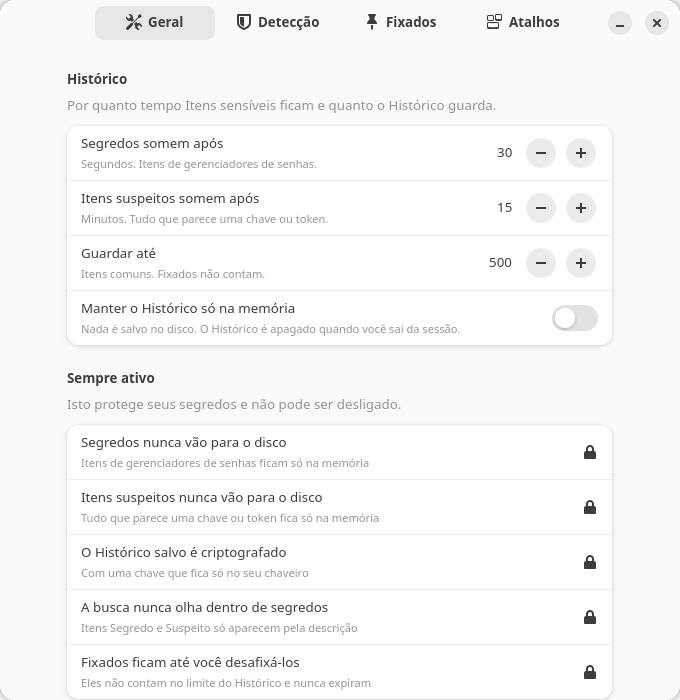 Geral
Detecção
Fixados
Atalhos
Histórico
Por quanto tempo Itens sensíveis ficam e quanto o Histórico guarda.
Segredos somem após
30
Segundos. Itens de gerenciadores de senhas.
Itens suspeitos somem após
15
Minutos. Tudo que parece uma chave ou token.
Guardar até
500
Itens comuns. Fixados não contam.
Manter o Histórico só na memória
Nada é salvo no disco. O Histórico é apagado quando você sai da sessão.
Sempre ativo
Isto protege seus segredos e não pode ser desligado.
Segredos nunca vão para o disco
Itens de gerenciadores de senhas ficam só na memória
Itens suspeitos nunca vão para o disco
Tudo que parece uma chave ou token fica só na memória
O Histórico salvo é criptografado
Com uma chave que fica só no seu chaveiro
A busca nunca olha dentro de segredos
Itens Segredo e Suspeito só aparecem pela descrição
Fixados ficam até você desafixá-los
Eles não contam no limite do Histórico e nunca expiram